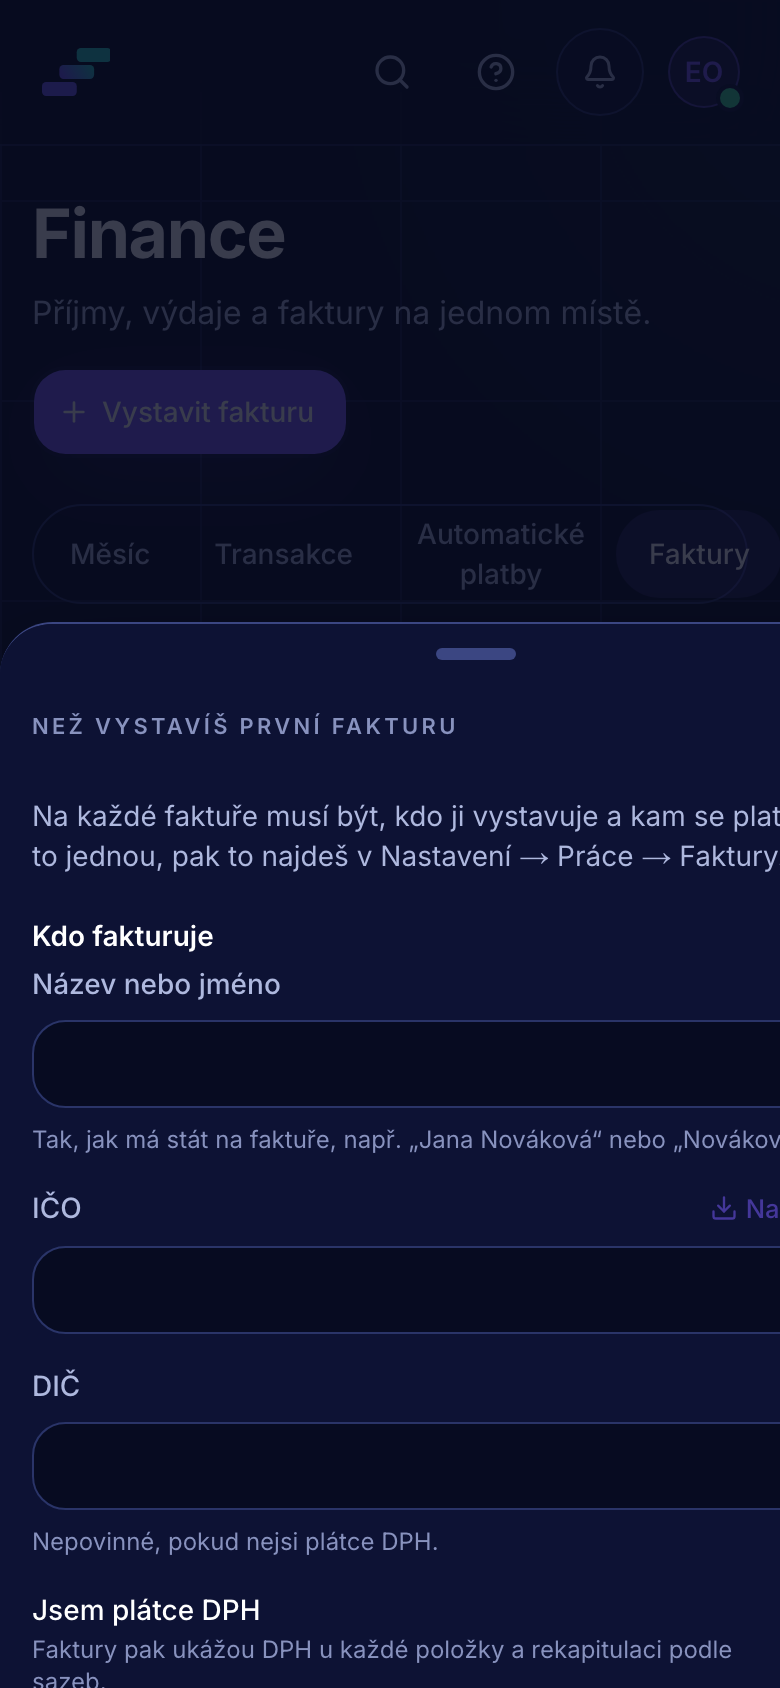 EO
Finance
Příjmy, výdaje a faktury na jednom místě.
+ Vystavit fakturu
Měsíc
Transakce
Automatické
platby
Faktury
NEŽ VYSTAVÍŠ PRVNÍ FAKTURU
Na každé faktuře musí být, kdo ji vystavuje a kam se plat
to jednou, pak to najdeš v Nastavení → Práce → Faktury
Kdo fakturuje
Název nebo jméno
Tak, jak má stát na faktuře, např. „Jana Nováková“ nebo „Novákov
IČO
Na
DIČ
Nepovinné, pokud nejsi plátce DPH.
Jsem plátce DPH
Faktury pak ukážou DPH u každé položky a rekapitulaci podle
sazeb.